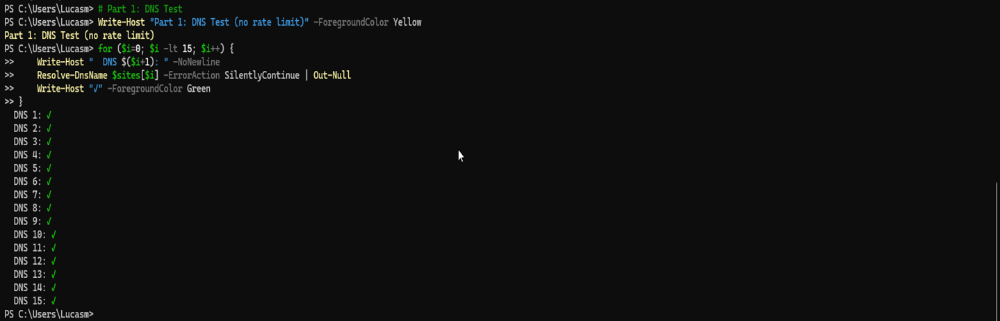 PS C:\Users\Lucasm> # Part 1: DNS Test
PS C:\Users\Lucasm> Write-Host "Part 1: DNS Test (no rate limit)" -ForegroundColor Yellow
Part 1: DNS Test (no rate limit)
PS C:\Users\Lucasm> for ($i=0; $i -lt 15; $i++) {
>>     Write-Host "  DNS $($i+1): " -NoNewline
>>     Resolve-DnsName $sites[$i] -ErrorAction SilentlyContinue | Out-Null
>>     Write-Host "√" -ForegroundColor Green
>> }
  DNS 1: √
  DNS 2: √
  DNS 3: √
  DNS 4: √
  DNS 5: √
  DNS 6: √
  DNS 7: √
  DNS 8: √
  DNS 9: √
  DNS 10: √
  DNS 11: √
  DNS 12: √
  DNS 13: √
  DNS 14: √
  DNS 15: √
PS C:\Users\Lucasm>